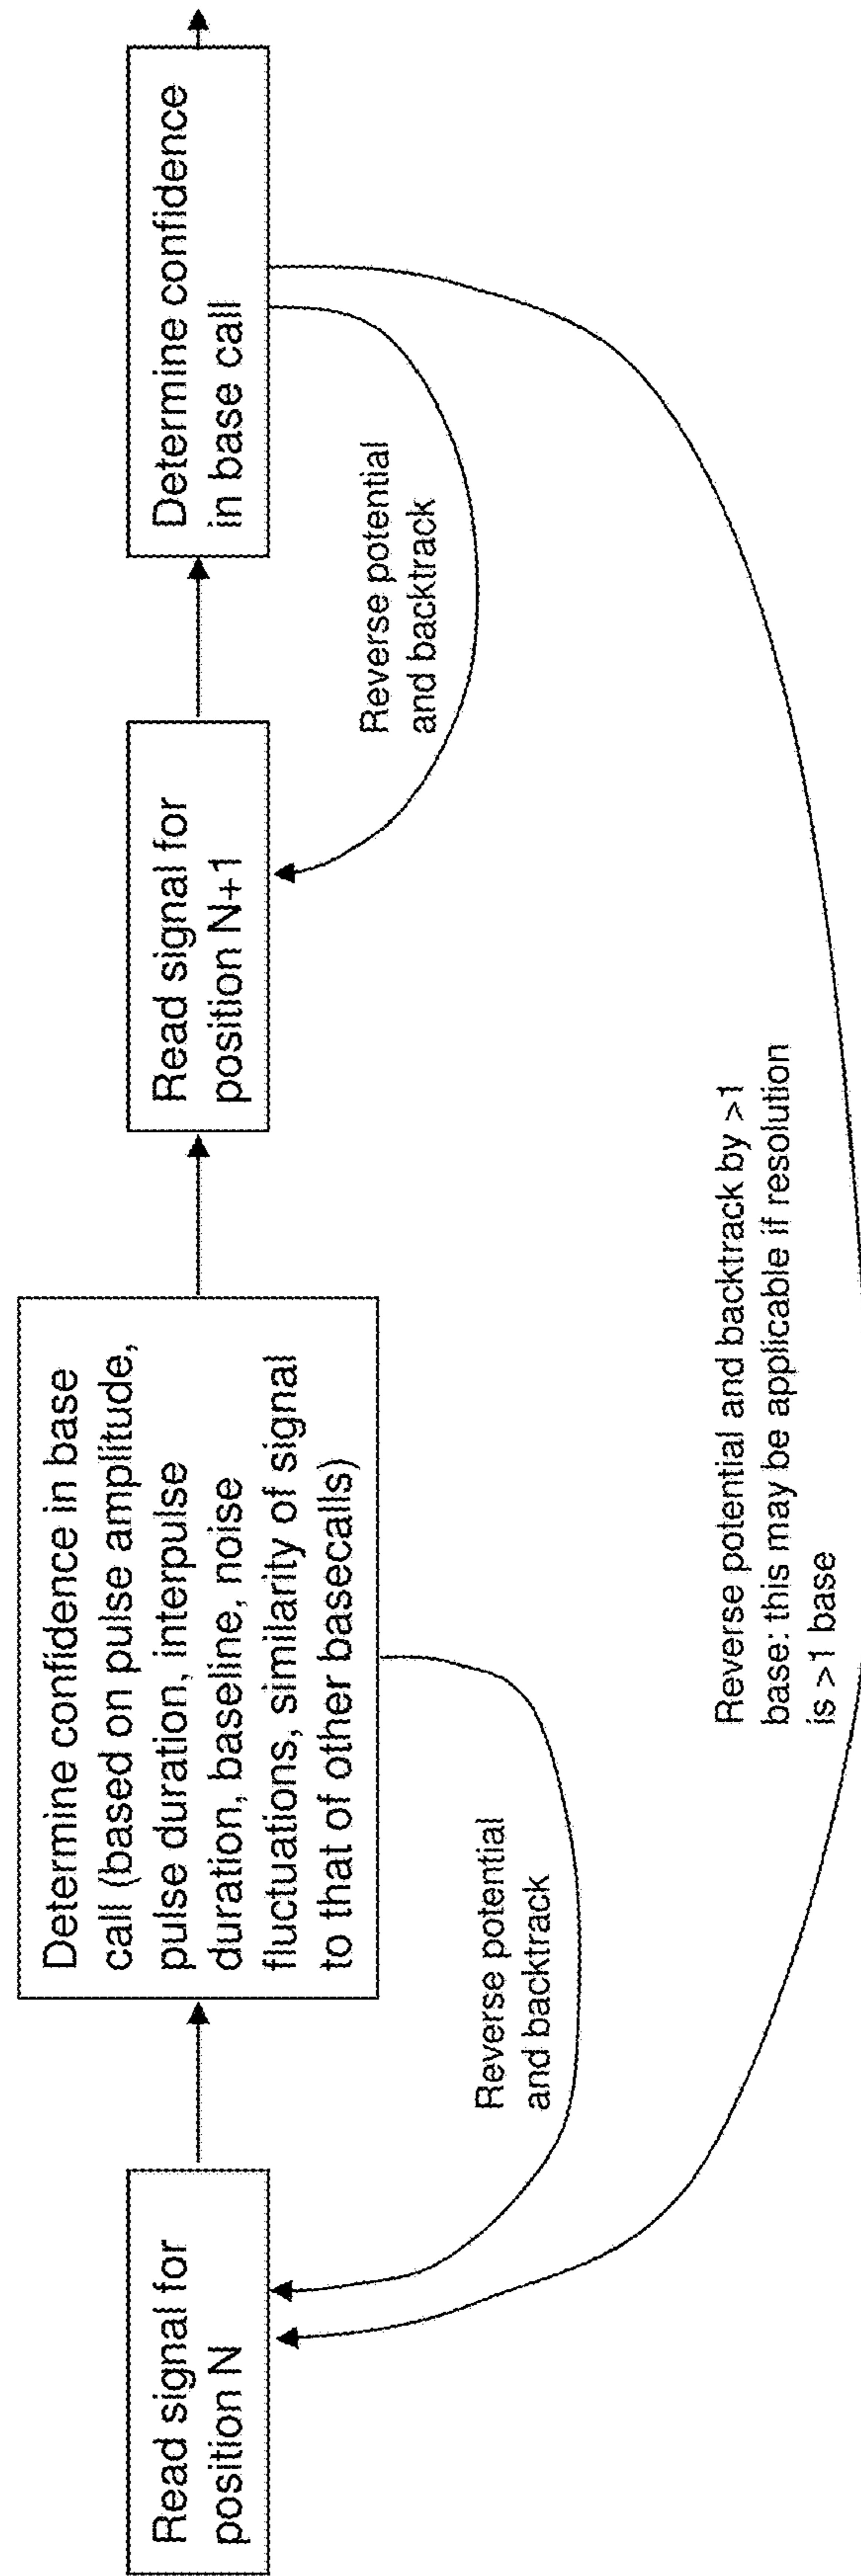 Read signal for
position N
Determine confidence in base
call (based on pulse amplitude,
pulse duration, interpulse
duration, baseline, noise
fluctuations, similarity of signal
to that of other basecalls)
Read signal for
position N+1
Determine confidence
in base call
Reverse potential
and backtrack
Reverse potential
and backtrack
Reverse potential and backtrack by >1
base: this may be applicable if resolution
is >1 base